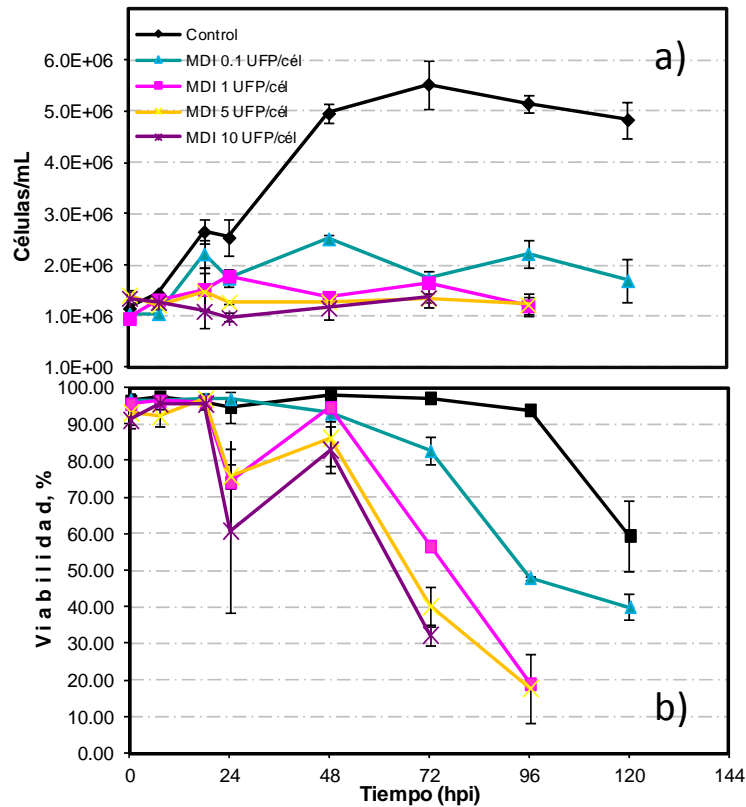 Control
MDI 0.1 UFP/cél
MDI 1 UFP/cél
MDI 5 UFP/cél
MDI 10 UFP/cél
a)
Células/mL
6.0E+06
5.0E+06
4.0E+06
3.0E+06
2.0E+06
1.0E+06
1.0E+00
Viabilidad, %
100.00
90.00
80.00
70.00
60.00
50.00
40.00
30.00
20.00
10.00
0.00
b)
0 24 48 72 96 120 144
Tiempo (hpi)